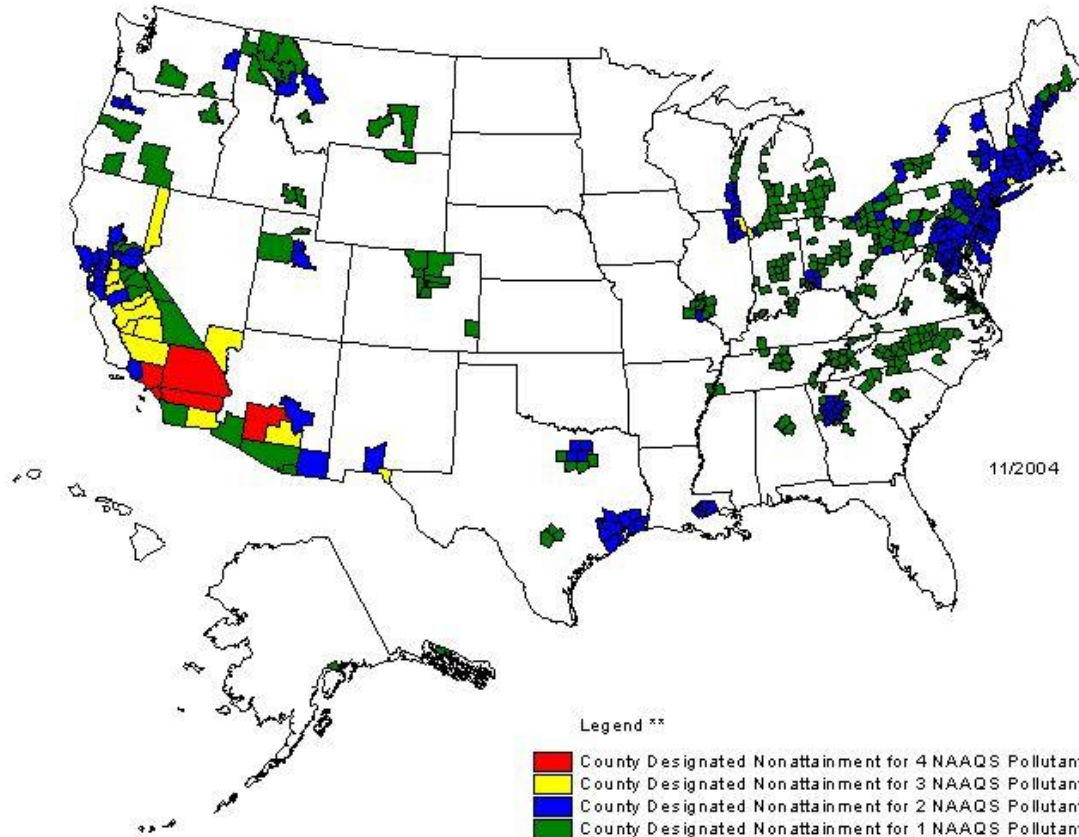 11/2004
Legend **
County Designated Nonattainment for 4 NAAQS Pollutan
County Designated Nonattainment for 3 NAAQS Pollutan
County Designated Nonattainment for 2 NAAQS Pollutan
County Designated Nonattainment for 1 NAAQS Pollutan